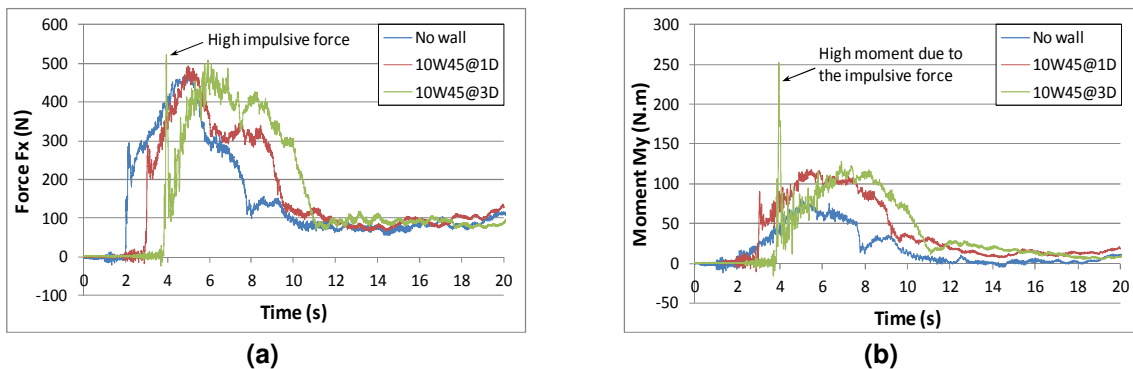 600
500
400
300
200
100
0
-100
Force Fx (N)
0 2 4 6 8 10 12 14 16 18 20
Time (s)
High impulsive force
No wall
10W45@1D
10W45@3D
(a)
300
250
200
150
100
50
0
-50
Moment My (N.m)
0 2 4 6 8 10 12 14 16 18 20
Time (s)
High moment due to
the impulsive force
No wall
10W45@1D
10W45@3D
(b)